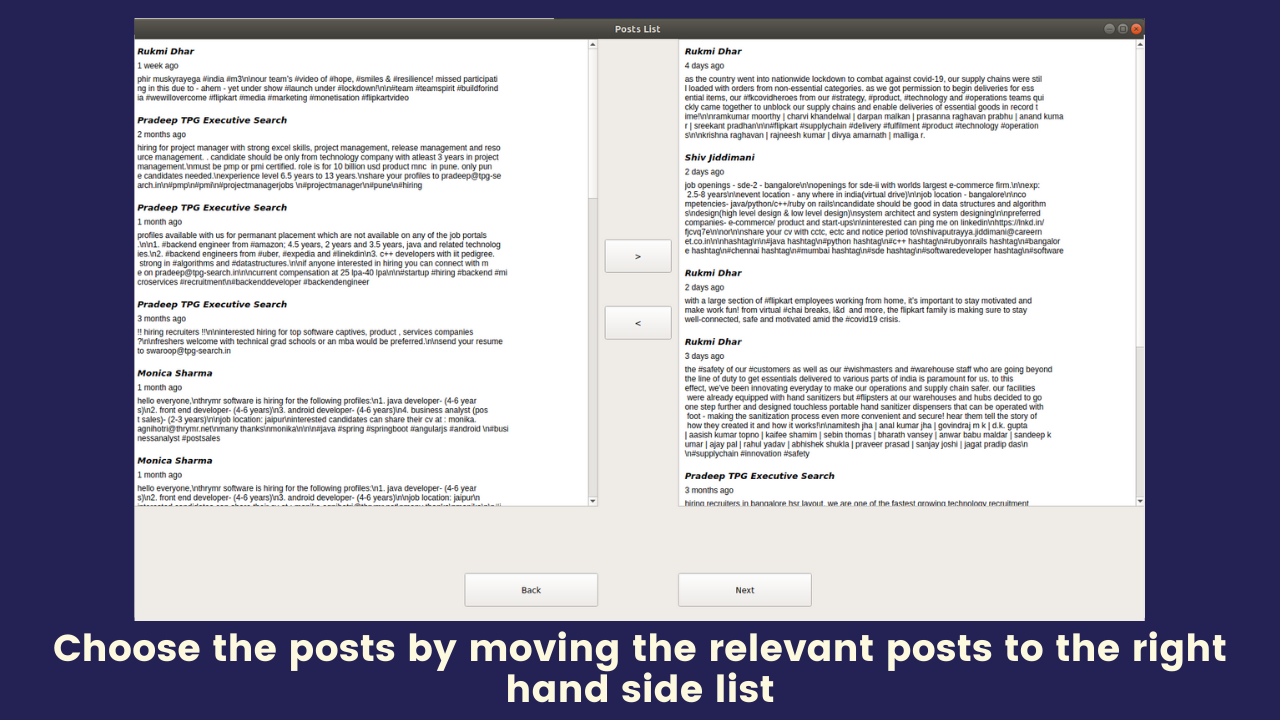 Posts List
Rukmi Dhar
1 week ago
phir muskyrayega #india #m3\n\nour team's #video of #hope, #smiles & #resilience! missed participati
ng in this due to - ahem - yet under show #launch under #lockdown!\n\n#team #teamspirit #buildforind
ia #wewillovercome #flipkart #media #marketing #monetisation #flipkartvideo
Pradeep TPG Executive Search
2 months ago
hiring for project manager with strong excel skills, project management, release management and reso
urce management. . candidate should be only from technology company with atleast 3 years in project
management.\nmust be pmp or pmi certified. role is for 10 billion usd product mnc  in pune. only pun
e candidates needed.\nexperience level 6.5 years to 13 years.\nshare your profiles to pradeep@tpg-se
arch.in\n#pmp\n#pmi\n#projectmanagerjobs \n#projectmanager\n#pune\n#hiring
Pradeep TPG Executive Search
1 month ago
profiles available with us for permanant placement which are not available on any of the job portals
.\n\n1. #backend engineer from #amazon; 4.5 years, 2 years and 3.5 years, java and related technolog
ies.\n2. #backend engineers from #uber, #expedia and #linekdin\n3. c++ developers with iit pedigree.
strong in #algorithms and #datastructures.\n\nif anyone interested in hiring you can connect with m
e on pradeep@tpg-search.in\n\ncurrent compensation at 25 lpa-40 lpa\n\n#startup #hiring #backend #mi
croservices #recruitment\n#backenddeveloper #backendengineer
Pradeep TPG Executive Search
3 months ago
!! hiring recruiters !!\n\ninterested hiring for top software captives, product , services companies
?\n\nfreshers welcome with technical grad schools or an mba would be preferred.\n\nsend your resume
to swaroop@tpg-search.in
Monica Sharma
1 month ago
hello everyone,\nthrymr software is hiring for the following profiles:\n1. java developer- (4-6 year
s)\n2. front end developer- (4-6 years)\n3. android developer- (4-6 years)\n4. business analyst (pos
t sales)- (2-3 years)\n\njob location: jaipur\ninterested candidates can share their cv at : monika.
agnihotri@thrymr.net\nmany thanks\nmonika\n\n\n#java #spring #springboot #angularjs #android \n#busi
nessanalyst #postsales
Monica Sharma
1 month ago
hello everyone,\nthrymr software is hiring for the following profiles:\n1. java developer- (4-6 year
s)\n2. front end developer- (4-6 years)\n3. android developer- (4-6 years)\n\njob location: jaipur\n
>
<
Rukmi Dhar
4 days ago
as the country went into nationwide lockdown to combat against covid-19, our supply chains were stil
l loaded with orders from non-essential categories. as we got permission to begin deliveries for ess
ential items, our #fkcovidheroes from our #strategy, #product, #technology and #operations teams qui
ckly came together to unblock our supply chains and enable deliveries of essential goods in record t
ime!\n\nramkumar moorthy | charvi khandelwal | darpan malkan | prasanna raghavan prabhu | anand kuma
r | sreekant pradhan\n\n#flipkart #supplychain #delivery #fulfilment #product #technology #operation
s\n\nkrishna raghavan | rajneesh kumar | divya amarnath | malliga r.
Shiv Jiddimani
2 days ago
job openings - sde-2 - bangalore\n\nopenings for sde-ii with worlds largest e-commerce firm.\n\nexp:
2.5-8 years\n\nevent location - any where in india(virtual drive)\n\njob location - bangalore\n\nco
mpetencies- java/python/c++/ruby on rails\ncandidate should be good in data structures and algorithm
s\ndesign(high level design & low level design)\nsystem architect and system designing\n\npreferred
companies- e-commerce/ product and start-ups\n\ninterested can ping me on linkedin\nhttps://lnkd.in/
fjcvq7e\n\nor\n\nshare your cv with cctc, ectc and notice period to\nshivaputrayya.jiddimani@careern
et.co.in\n\nhashtag\n#java hashtag\n#python hashtag\n#c++ hashtag\n#rubyonrails hashtag\n#bangalor
e hashtag\n#chennai hashtag\n#mumbai hashtag\n#sde hashtag\n#softwaredeveloper hashtag\n#software
Rukmi Dhar
2 days ago
with a large section of #flipkart employees working from home, it's important to stay motivated and
make work fun! from virtual #chai breaks, l&d  and more, the flipkart family is making sure to stay
well-connected, safe and motivated amid the #covid19 crisis.
Rukmi Dhar
3 days ago
the #safety of our #customers as well as our #wishmasters and #warehouse staff who are going beyond
the line of duty to get essentials delivered to various parts of india is paramount for us. to this
effect, we've been innovating everyday to make our operations and supply chain safer. our facilities
were already equipped with hand sanitizers but #flipsters at our warehouses and hubs decided to go
one step further and designed touchless portable hand sanitizer dispensers that can be operated with
foot - making the sanitization process even more convenient and secure! hear them tell the story of
how they created it and how it works!\n\namitesh jha | anal kumar jha | govindraj m k | d.k. gupta
| aasish kumar topno | kaifee shamim | sebin thomas | bharath vansey | anwar babu maldar | sandeep k
umar | ajay pal | rahul yadav | abhishek shukla | praveer prasad | sanjay joshi | jagat pradip das\n
\n#supplychain #innovation #safety
Pradeep TPG Executive Search
3 months ago
hiring recruiters in bangalore hsr layout. we are one of the fastest growing technology recruitment
Back
Next
Choose the posts by moving the relevant posts to the right
hand side list